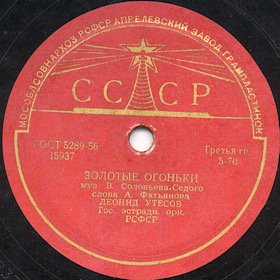 МОСОБЛСОВНАРХОЗ РСФСР АПРЕЛЕВСКИЙ ЗАВОД ГРАМПЛАСТИНОК
СССР
ГОСТ 5289-56
15937
Третья гр
5-70
ЗОЛОТЫЕ ОГОНЬКИ
муз В. Соловьева-Седого
слова А. Фатьянова
ЛЕОНИД УТЕСОВ
Гос. эстрадн. орк.
РСФСР